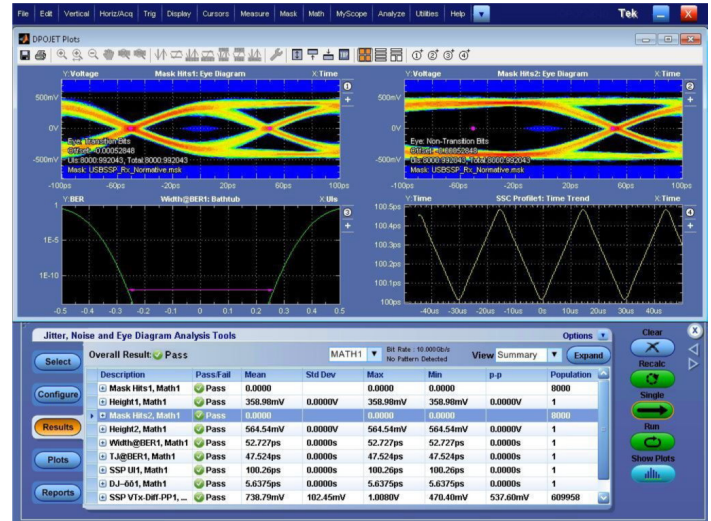 File Edit Vertical Horiz/Acq Trig Display Cursors Measure Mask Math MyScope Analyze Utilities Help Tek X
DPOJET Plots
Y:Voltage Mask Hits1: Eye Diagram X:Time
500mV
0V
-500mV
Eye: Transition Bits
Offset: -0.00052848
UIs:8000:992043, Total:8000:992043
Mask: USBSSP_Rx_Normative.msk
-100ps -60ps -20ps 20ps 60ps 100ps
Y:Voltage Mask Hits2: Eye Diagram X:Time
500mV
0V
-500mV
Eye: Non-Transition Bits
Offset: -0.00052848
UIs:8000:992043, Total:8000:992043
Mask: USBSSP_Rx_Normative.msk
-100ps -60ps -20ps 20ps 60ps 100ps
Y:BER Width@BER1: Bathtub X:UIs
1
1E-5
1E-10
-0.5 -0.4 -0.3 -0.2 -0.1 0 0.1 0.2 0.3 0.4 0.5
Y:Time SSC Profile1: Time Trend X:Time
100.5ps
100.4ps
100.3ps
100.2ps
100.1ps
100ps
-40us -30us -20us -10us 0s 10us 20us 30us 40us
Jitter, Noise and Eye Diagram Analysis Tools Options
Clear X
Select
Configure
Results
Plots
Reports
Overall Result: Pass MATH1 Bit Rate : 10.000Gb/s
No Pattern Detected
View Summary Expand
Description Pass/Fail Mean Std Dev Max Min p-p Population
Mask Hits1, Math1 Pass 0.0000 0.0000 0.0000 8000
Height1, Math1 Pass 358.98mV 0.0000V 358.98mV 358.98mV 0.0000V 1
Mask Hits2, Math1 Pass 0.0000 0.0000 0.0000 8000
Height2, Math1 Pass 564.54mV 0.0000V 564.54mV 564.54mV 0.0000V 1
Width@BER1, Math1 Pass 52.727ps 0.0000s 52.727ps 52.727ps 0.0000s 1
TJ@BER1, Math1 Pass 47.524ps 0.0000s 47.524ps 47.524ps 0.0000s 1
SSP UI1, Math1 Pass 100.26ps 0.0000s 100.26ps 100.26ps 0.0000s 1
DJ-δδ1, Math1 Pass 5.6375ps 0.0000s 5.6375ps 5.6375ps 0.0000s 1
SSP VTx-Diff-PP1, ... Pass 738.79mV 102.45mV 1.0080V 470.40mV 537.60mV 609958
Recalc
Single
Run
Show Plots